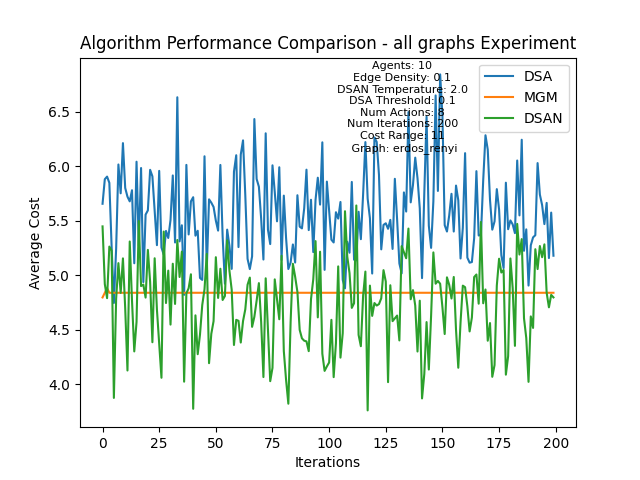 Algorithm Performance Comparison - all graphs Experiment
Agents: 10
Edge Density: 0.1
DSAN Temperature: 2.0
DSA Threshold: 0.1
Num Actions: 8
Num Iterations: 200
Cost Range: 11
Graph: erdos_renyi
DSA
MGM
DSAN
Average Cost
6.5
6.0
5.5
5.0
4.5
4.0
0 25 50 75 100 125 150 175 200
Iterations